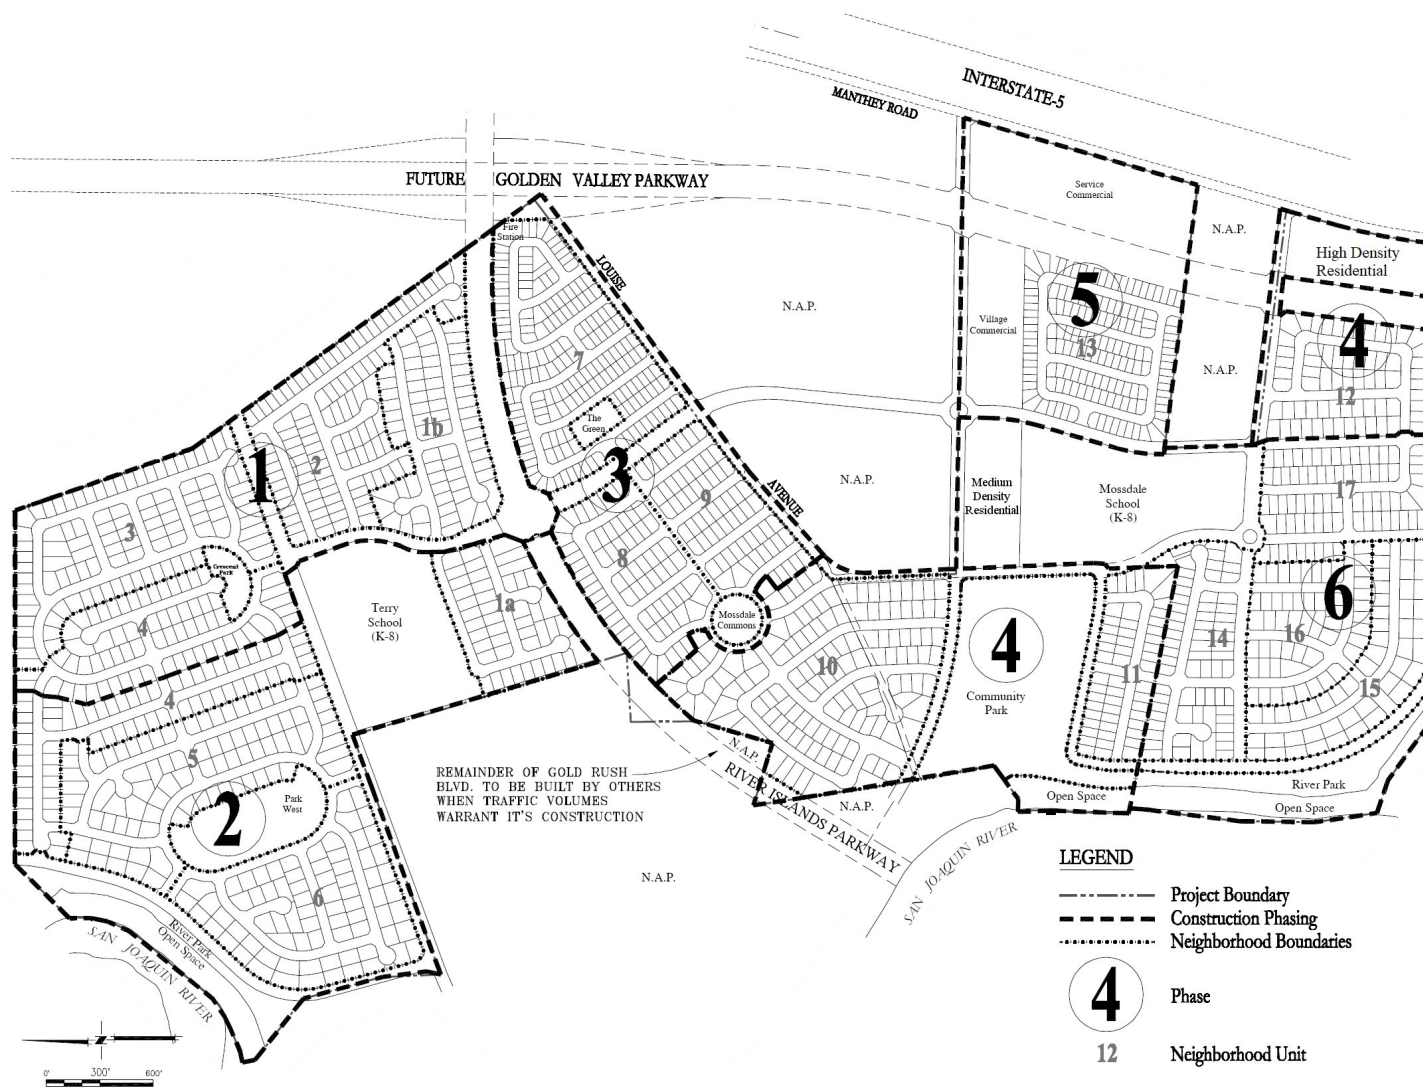 INTERSTATE-5
MANTHEY ROAD
FUTURE GOLDEN VALLEY PARKWAY
Service
Commercial
N.A.P.
High Density
Residential
Fire
Station
LOUISE
N.A.P.
5
Village
Commercial
13
4
N.A.P.
12
7
1b
The
Green
2
1
3
9
AVENUE
N.A.P.
Medium
Density
Residential
Mossdale
School
(K-8)
17
3
8
Crescent
Park
4
Terry
School
(K-8)
1a
Mossdale
Commons
10
4
Community
Park
11
14
16
6
15
4
5
2
Park
West
6
REMAINDER OF GOLD RUSH
BLVD. TO BE BUILT BY OTHERS
WHEN TRAFFIC VOLUMES
WARRANT IT'S CONSTRUCTION
N.A.P.
RIVER ISLANDS PARKWAY
N.A.P.
Open Space
River Park
Open Space
SAN JOAQUIN RIVER
N.A.P.
River Park
Open Space
SAN JOAQUIN RIVER
LEGEND
Project Boundary
Construction Phasing
Neighborhood Boundaries
4 Phase
12 Neighborhood Unit
Z
0' 300' 600'